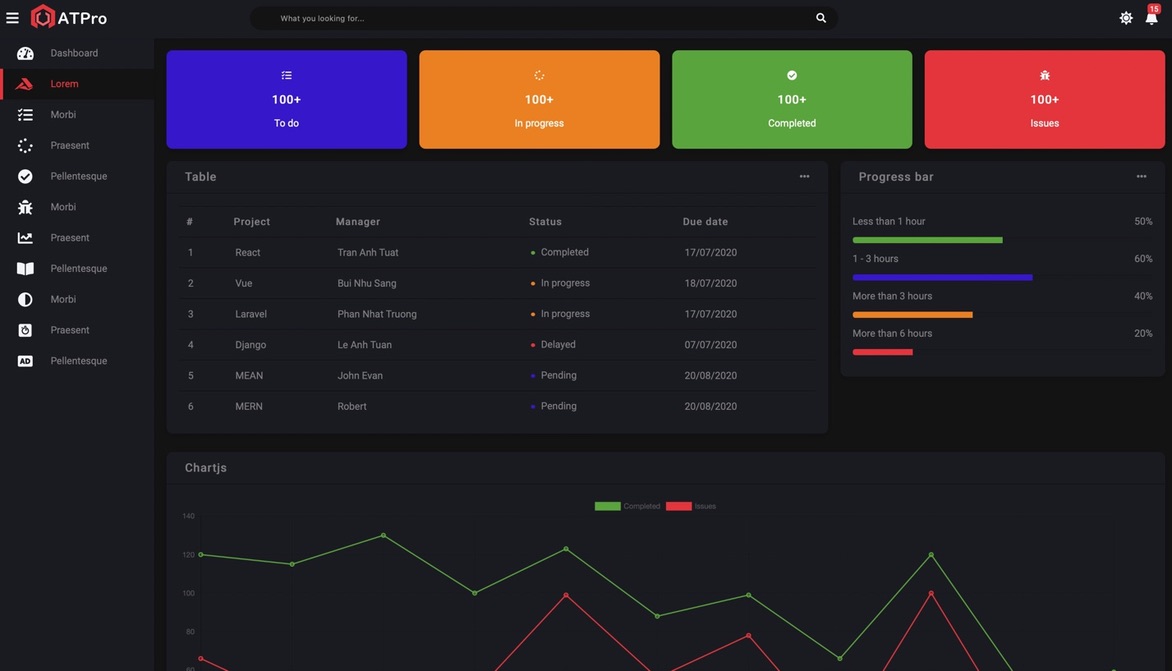 ATPro
What you looking for...
15
Dashboard
Lorem
Morbi
Praesent
Pellentesque
Morbi
Praesent
Pellentesque
Morbi
Praesent
AD Pellentesque
100+
To do
100+
In progress
100+
Completed
100+
Issues
Table
# Project Manager Status Due date
1 React Tran Anh Tuat Completed 17/07/2020
2 Vue Bui Nhu Sang In progress 18/07/2020
3 Laravel Phan Nhat Truong In progress 17/07/2020
4 Django Le Anh Tuan Delayed 07/07/2020
5 MEAN John Evan Pending 20/08/2020
6 MERN Robert Pending 20/08/2020
Progress bar
Less than 1 hour 50%
1 - 3 hours 60%
More than 3 hours 40%
More than 6 hours 20%
Chartjs
Completed Issues
140
120
100
80
60